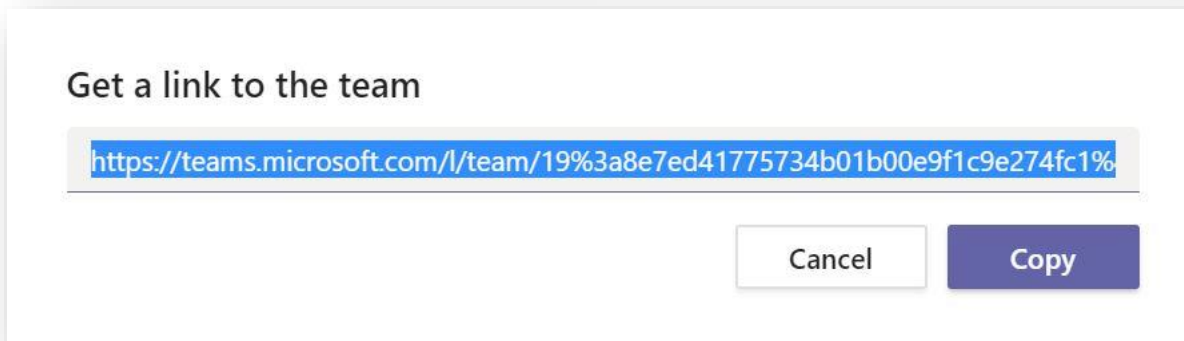 Get a link to the team
https://teams.microsoft.com/l/team/19%3a8e7ed41775734b01b00e9f1c9e274fc1%
Cancel Copy